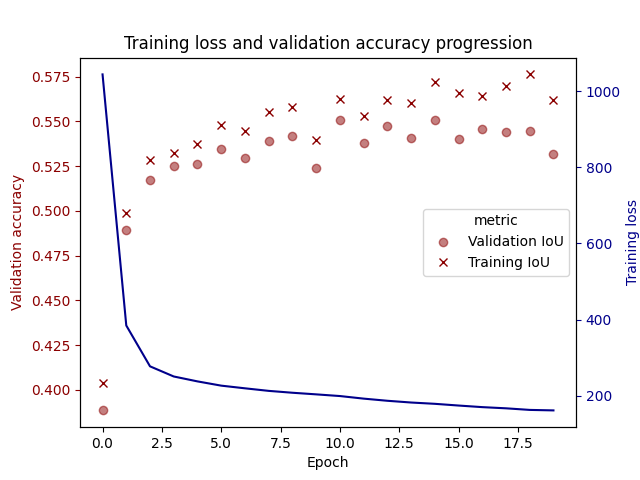 Training loss and validation accuracy progression
0.575
0.550
0.525
0.500
0.475
0.450
0.425
0.400
Validation accuracy
metric
Validation IoU
Training IoU
1000
800
600
400
200
Training loss
0.0 2.5 5.0 7.5 10.0 12.5 15.0 17.5
Epoch